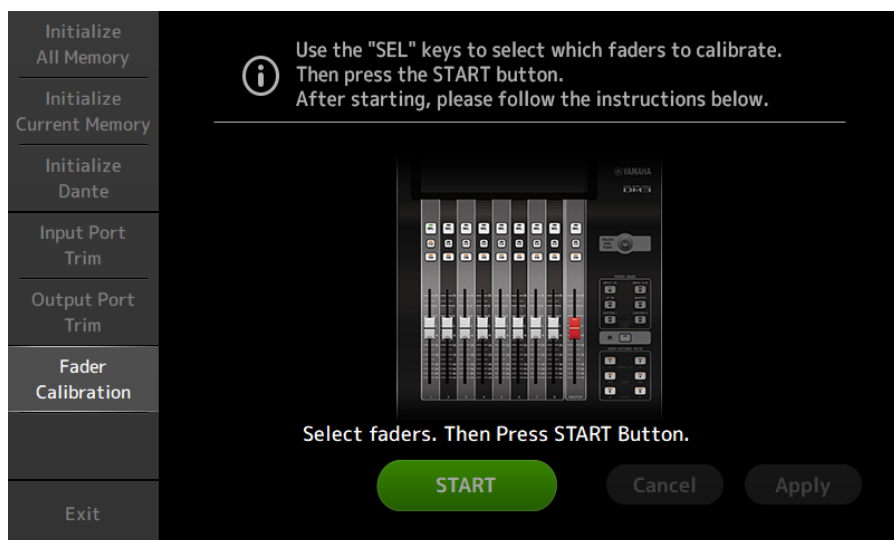 Initialize
All Memory
Initialize
Current Memory
Initialize
Dante
Input Port
Trim
Output Port
Trim
Fader
Calibration
Exit
Use the "SEL" keys to select which faders to calibrate.
Then press the START button.
After starting, please follow the instructions below.
YAMAHA
DM3
Select faders. Then Press START Button.
START
Cancel
Apply